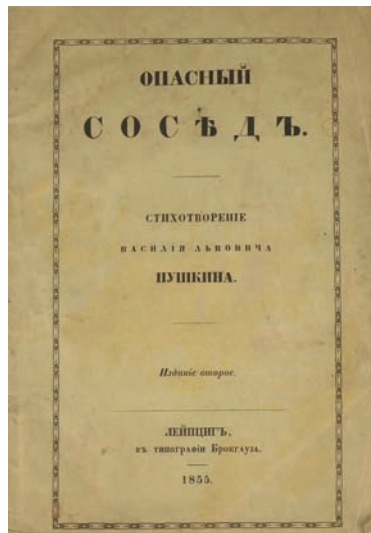 ОПАСНЫЙ
СОСѢДЪ.
СТИХОТВОРЕНІЕ
ВАСИЛІЯ ЛЬВОВИЧА
ПУШКИНА.
Изданіе второе.
ЛЕЙПЦИГЪ,
въ типографіи Брокгауза.
1855.